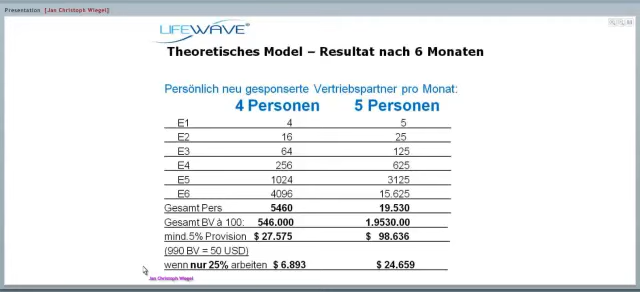 Presentation [Jan Christoph Wiegel]
LIFEWAVE®
Theoretisches Model – Resultat nach 6 Monaten
Persönlich neu gesponserte Vertriebspartner pro Monat:
4 Personen 5 Personen
E1 4 5
E2 16 25
E3 64 125
E4 256 625
E5 1024 3125
E6 4096 15.625
Gesamt Pers 5460 19.530
Gesamt BV à 100: 546.000 1.9530.00
mind.5% Provision $ 27.575 $ 98.636
(990 BV = 50 USD)
wenn nur 25% arbeiten $ 6.893 $ 24.659
Jan Christoph Wiegel